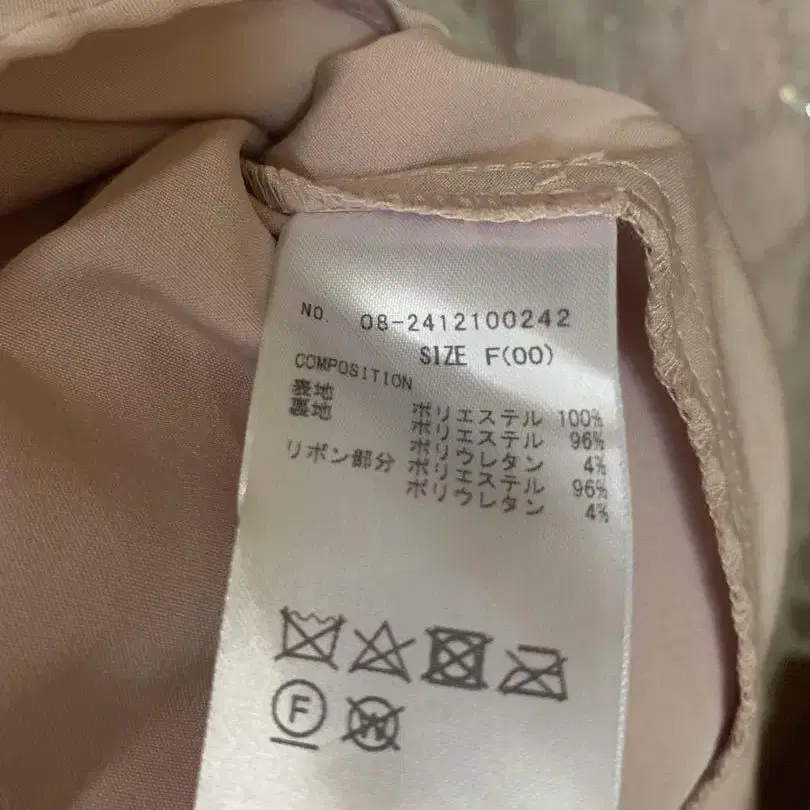 NO. 08-2412100242
SIZE F(00)
COMPOSITION
表地 ポリエステル 100%
裏地 ポリエステル 96%
ポリウレタン 4%
リボン部分 ポリエステル 96%
ポリウレタン 4%
F
W